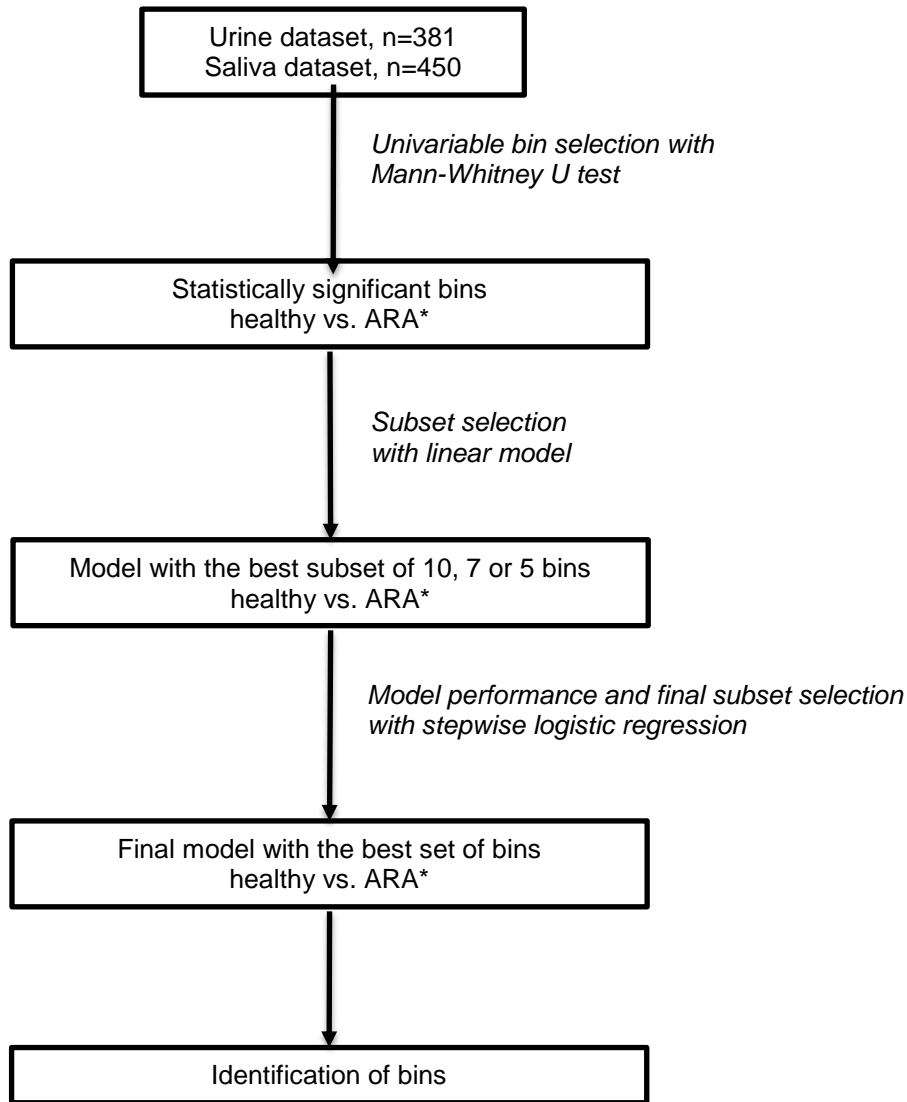 Urine dataset, n=381
Saliva dataset, n=450
Univariable bin selection with
Mann-Whitney U test
Statistically significant bins
healthy vs. ARA*
Subset selection
with linear model
Model with the best subset of 10, 7 or 5 bins
healthy vs. ARA*
Model performance and final subset selection
with stepwise logistic regression
Final model with the best set of bins
healthy vs. ARA*
Identification of bins